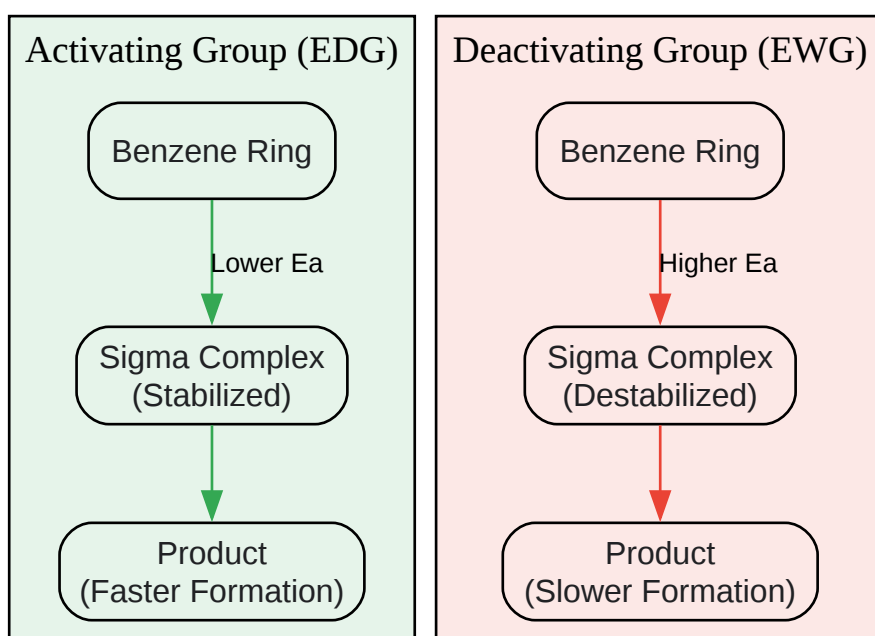 Activating Group (EDG)
Benzene Ring
Lower Ea
Sigma Complex
(Stabilized)
Product
(Faster Formation)
Deactivating Group (EWG)
Benzene Ring
Higher Ea
Sigma Complex
(Destabilized)
Product
(Slower Formation)